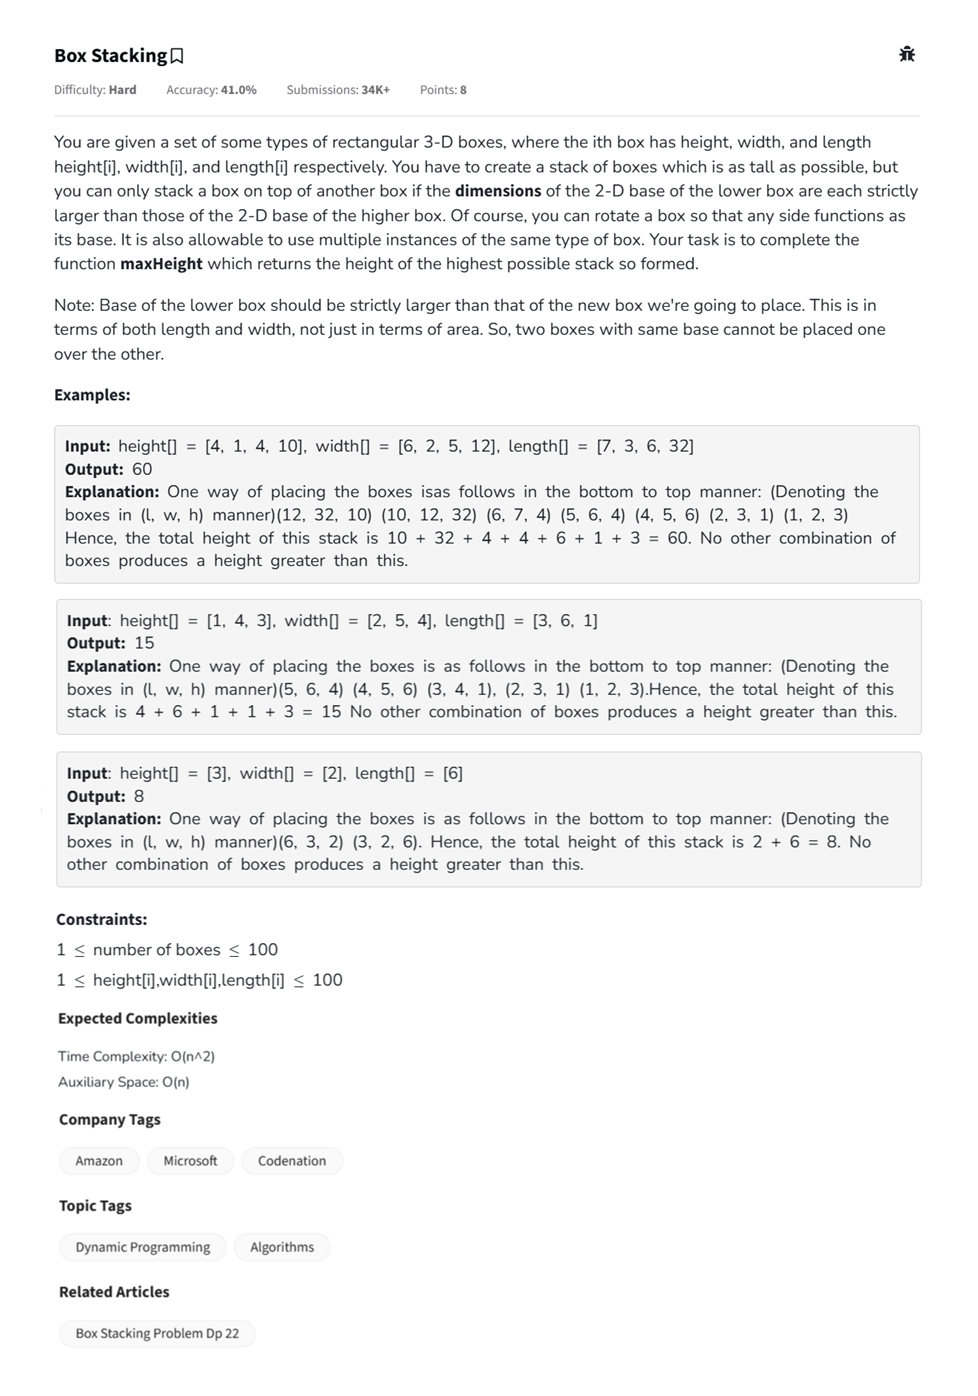 Box Stacking
Difficulty: Hard Accuracy: 41.0% Submissions: 34K+ Points: 8
You are given a set of some types of rectangular 3-D boxes, where the ith box has height, width, and length
height[i], width[i], and length[i] respectively. You have to create a stack of boxes which is as tall as possible, but
you can only stack a box on top of another box if the dimensions of the 2-D base of the lower box are each strictly
larger than those of the 2-D base of the higher box. Of course, you can rotate a box so that any side functions as
its base. It is also allowable to use multiple instances of the same type of box. Your task is to complete the
function maxHeight which returns the height of the highest possible stack so formed.
Note: Base of the lower box should be strictly larger than that of the new box we're going to place. This is in
terms of both length and width, not just in terms of area. So, two boxes with same base cannot be placed one
over the other.
Examples:
Input: height[] = [4, 1, 4, 10], width[] = [6, 2, 5, 12], length[] = [7, 3, 6, 32]
Output: 60
Explanation: One way of placing the boxes isas follows in the bottom to top manner: (Denoting the
boxes in (l, w, h) manner)(12, 32, 10) (10, 12, 32) (6, 7, 4) (5, 6, 4) (4, 5, 6) (2, 3, 1) (1, 2, 3)
Hence, the total height of this stack is 10 + 32 + 4 + 4 + 6 + 1 + 3 = 60. No other combination of
boxes produces a height greater than this.
Input: height[] = [1, 4, 3], width[] = [2, 5, 4], length[] = [3, 6, 1]
Output: 15
Explanation: One way of placing the boxes is as follows in the bottom to top manner: (Denoting the
boxes in (l, w, h) manner)(5, 6, 4) (4, 5, 6) (3, 4, 1), (2, 3, 1) (1, 2, 3).Hence, the total height of this
stack is 4 + 6 + 1 + 1 + 3 = 15 No other combination of boxes produces a height greater than this.
Input: height[] = [3], width[] = [2], length[] = [6]
Output: 8
Explanation: One way of placing the boxes is as follows in the bottom to top manner: (Denoting the
boxes in (l, w, h) manner)(6, 3, 2) (3, 2, 6). Hence, the total height of this stack is 2 + 6 = 8. No
other combination of boxes produces a height greater than this.
Constraints:
1 ≤ number of boxes ≤ 100
1 ≤ height[i],width[i],length[i] ≤ 100
Expected Complexities
Time Complexity: O(n^2)
Auxiliary Space: O(n)
Company Tags
Amazon Microsoft Codenation
Topic Tags
Dynamic Programming Algorithms
Related Articles
Box Stacking Problem Dp 22